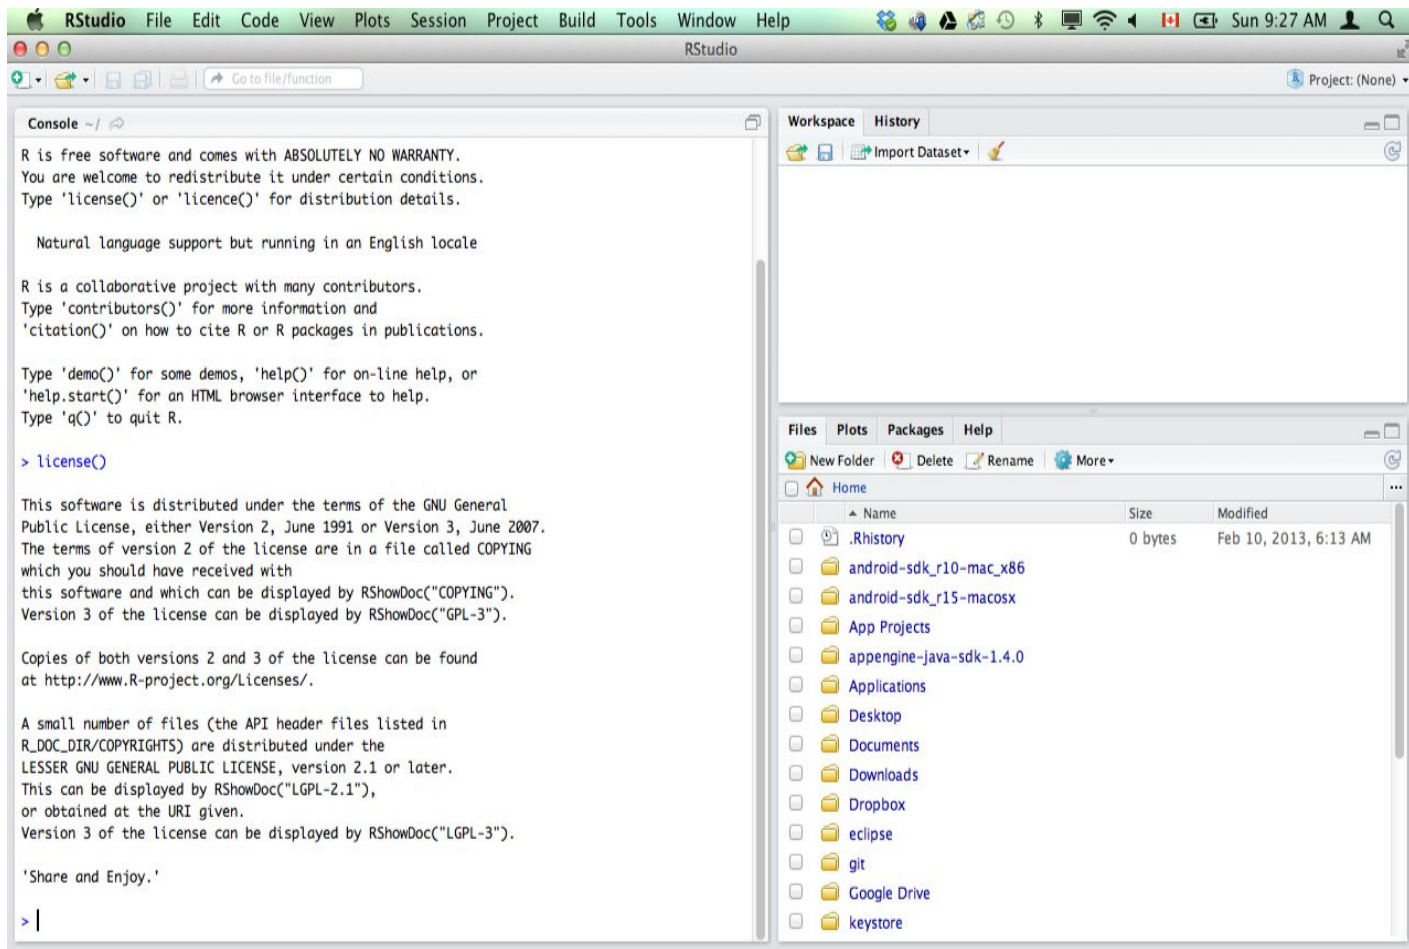 RStudio File Edit Code View Plots Session Project Build Tools Window Help Sun 9:27 AM
RStudio
Go to file/function Project: (None)
Console ~/
R is free software and comes with ABSOLUTELY NO WARRANTY.
You are welcome to redistribute it under certain conditions.
Type 'license()' or 'licence()' for distribution details.
Natural language support but running in an English locale
R is a collaborative project with many contributors.
Type 'contributors()' for more information and
'citation()' on how to cite R or R packages in publications.
Type 'demo()' for some demos, 'help()' for on-line help, or
'help.start()' for an HTML browser interface to help.
Type 'q()' to quit R.
> license()
This software is distributed under the terms of the GNU General
Public License, either Version 2, June 1991 or Version 3, June 2007.
The terms of version 2 of the license are in a file called COPYING
which you should have received with
this software and which can be displayed by RShowDoc("COPYING").
Version 3 of the license can be displayed by RShowDoc("GPL-3").
Copies of both versions 2 and 3 of the license can be found
at http://www.R-project.org/Licenses/.
A small number of files (the API header files listed in
R_DOC_DIR/COPYRIGHTS) are distributed under the
LESSER GNU GENERAL PUBLIC LICENSE, version 2.1 or later.
This can be displayed by RShowDoc("LGPL-2.1"),
or obtained at the URI given.
Version 3 of the license can be displayed by RShowDoc("LGPL-3").
'Share and Enjoy.'
>
Workspace History
Import Dataset
Files Plots Packages Help
New Folder Delete Rename More
Home ...
Name Size Modified
.Rhistory 0 bytes Feb 10, 2013, 6:13 AM
android-sdk_r10-mac_x86
android-sdk_r15-macosx
App Projects
appengine-java-sdk-1.4.0
Applications
Desktop
Documents
Downloads
Dropbox
eclipse
git
Google Drive
keystore